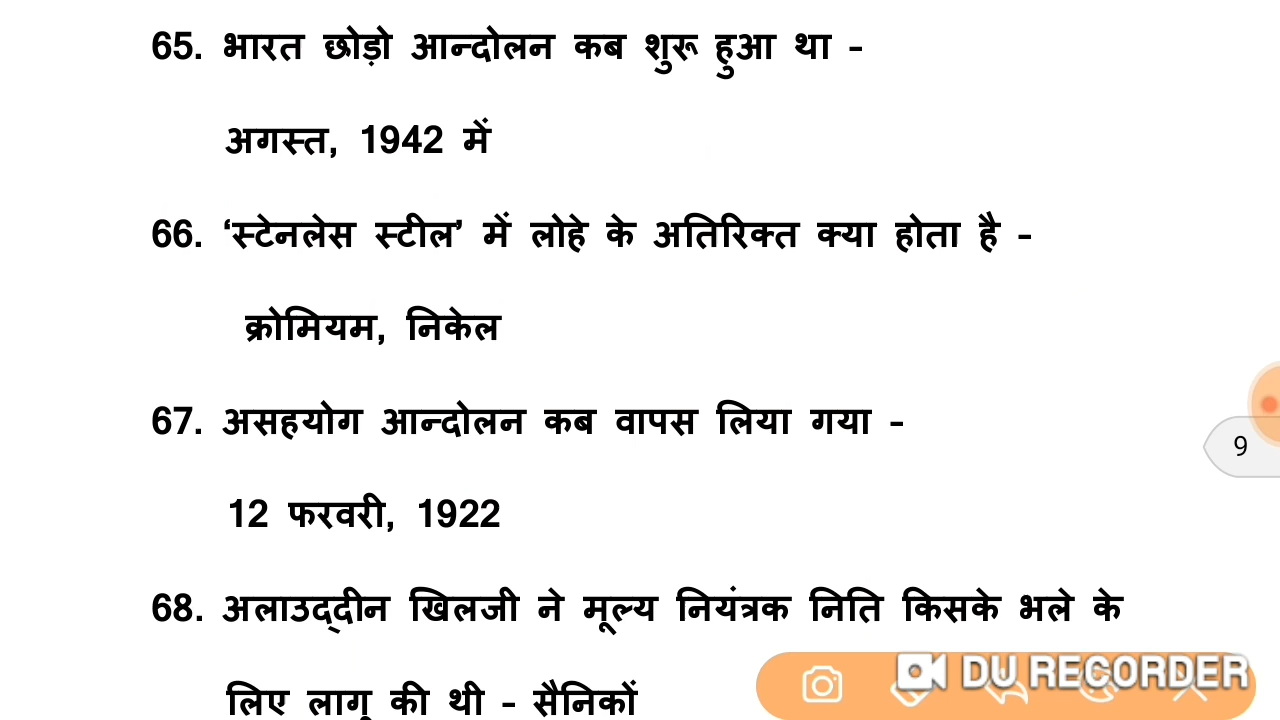 65. भारत छोड़ो आन्दोलन कब शुरू हुआ था –
अगस्त, 1942 में
66. ‘स्टेनलेस स्टील’ में लोहे के अतिरिक्त क्या होता है –
क्रोमियम, निकेल
67. असहयोग आन्दोलन कब वापस लिया गया –
12 फरवरी, 1922
9
68. अलाउद्दीन खिलजी ने मूल्य नियंत्रक निति किसके भले के
लिए लागू की थी – सैनिकों
DU RECORDER